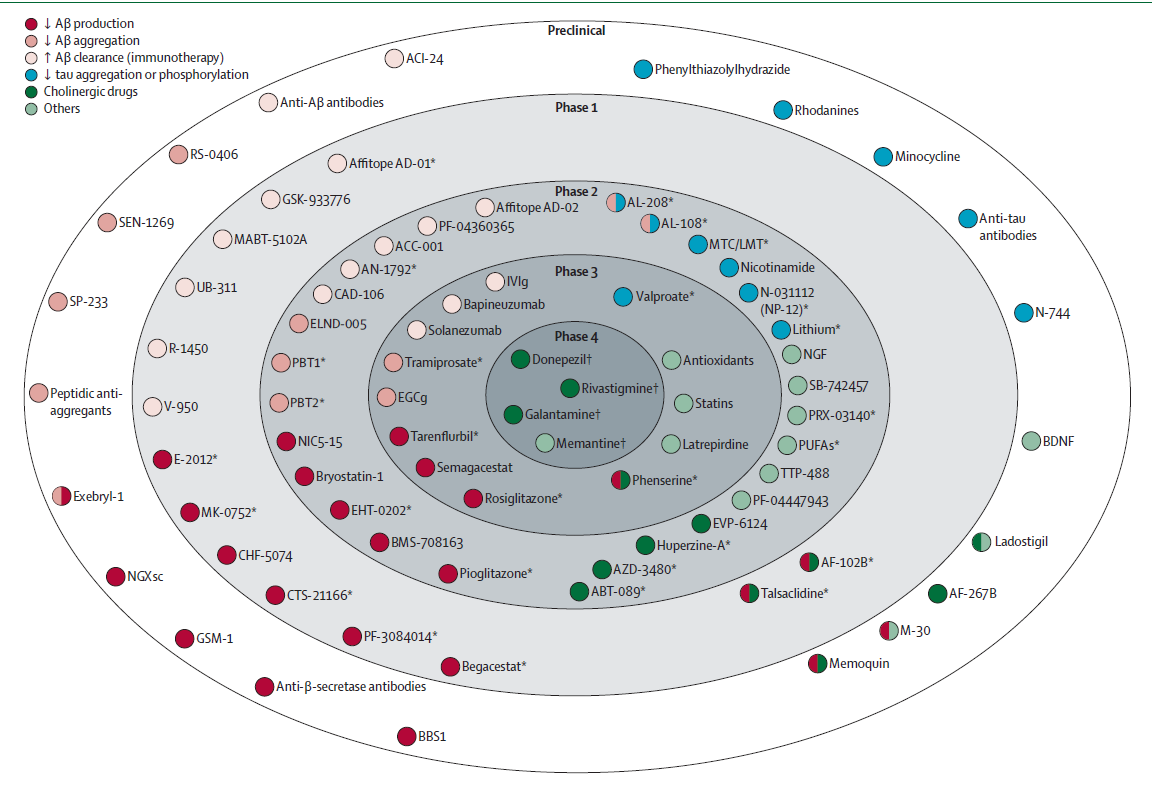 ↓ Aβ production
↓ Aβ aggregation
↑ Aβ clearance (immunotherapy)
↓ tau aggregation or phosphorylation
Cholinergic drugs
Others
Preclinical
ACI-24
Phenylthiazolylhydrazide
Anti-Aβ antibodies
Rhodanines
RS-0406
Minocycline
SEN-1269
Anti-tau
antibodies
SP-233
N-744
Peptidic anti-
aggregants
BDNF
Exebryl-1
Ladostigil
NGXsc
AF-267B
GSM-1
M-30
Memoquin
Anti-β-secretase antibodies
BBS1
Phase 1
Affitope AD-01*
GSK-933776
MABT-5102A
UB-311
R-1450
V-950
E-2012*
MK-0752*
CHF-5074
CTS-21166*
PF-3084014*
Begacestat*
AF-102B*
Talsaclidine*
Phase 2
Affitope AD-02
AL-208*
PF-04360365
AL-108*
ACC-001
MTC/LMT*
AN-1792*
Nicotinamide
CAD-106
N-031112
(NP-12)*
ELND-005
Lithium*
PBT1*
NGF
PBT2*
SB-742457
PRX-03140*
NIC5-15
PUFAs*
Bryostatin-1
TTP-488
EHT-0202*
PF-04447943
BMS-708163
EVP-6124
Pioglitazone*
Huperzine-A*
AZD-3480*
ABT-089*
Phase 3
IVIg
Bapineuzumab
Valproate*
Solanezumab
Tramiprosate*
Antioxidants
EGCg
Statins
Tarenflurbil*
Latrepirdine
Semagacestat
Phenserine*
Rosiglitazone*
Phase 4
Donepezil†
Rivastigmine†
Galantamine†
Memantine†